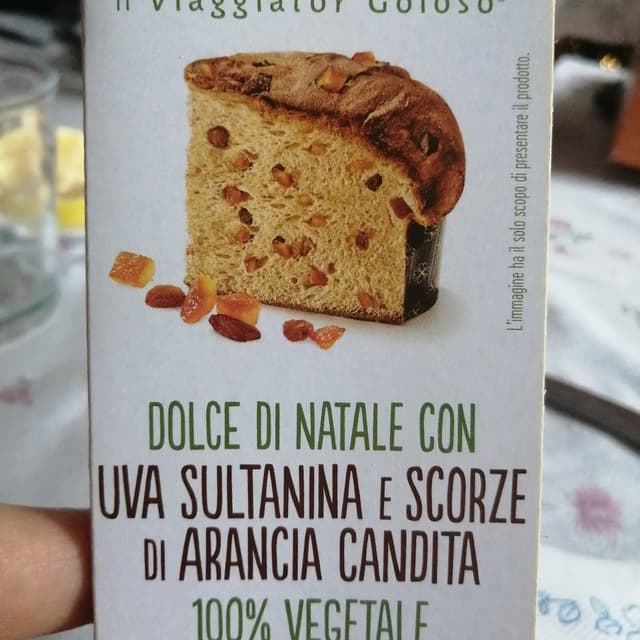 il Viaggiator Goloso®
L'immagine ha il solo scopo di presentare il prodotto.
DOLCE DI NATALE CON
UVA SULTANINA E SCORZE
DI ARANCIA CANDITA
100% VEGETALE